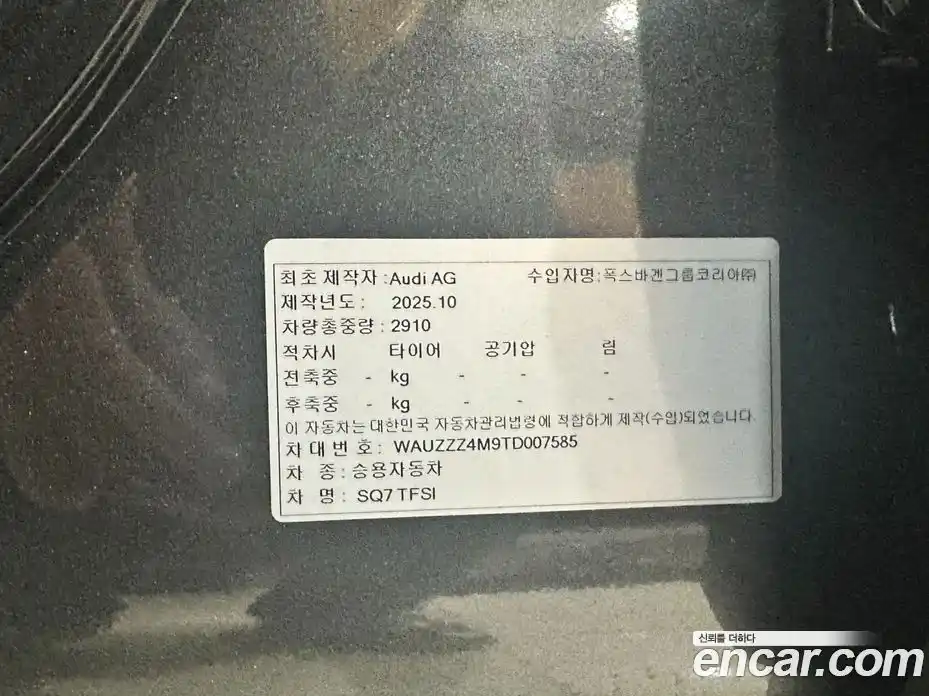 최초 제작자 : Audi AG 수입자명 : 폭스바겐그룹코리아㈜
제작년도 : 2025.10
차량총중량 : 2910
적차시 타이어 공기압 림
전축중 - kg - - -
후축중 - kg - - -
이 자동차는 대한민국 자동차관리법령에 적합하게 제작(수입)되었습니다.
차 대 번 호 : WAUZZZ4M9TD007585
차 종 : 승용자동차
차 명 : SQ7 TFSI
신뢰를 더하다
encar.com